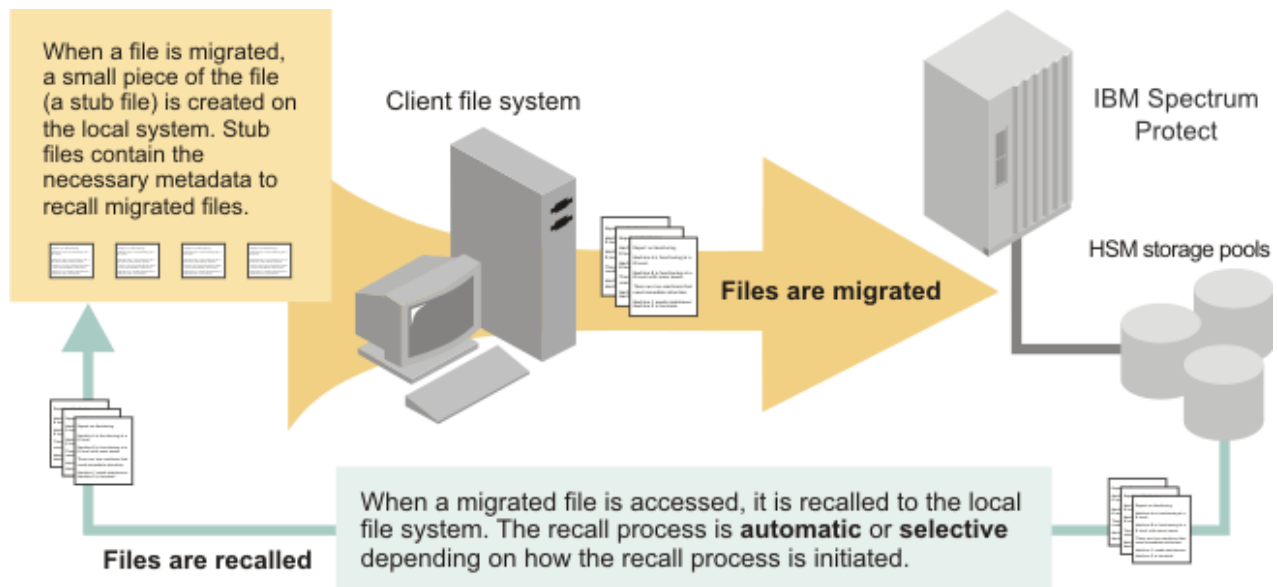 When a file is migrated,
a small piece of the file
(a stub file) is created on
the local system. Stub
files contain the
necessary metadata to
recall migrated files.
Client file system
IBM Spectrum
Protect
HSM storage pools
Files are migrated
When a migrated file is accessed, it is recalled to the local
file system. The recall process is automatic or selective
depending on how the recall process is initiated.
Files are recalled